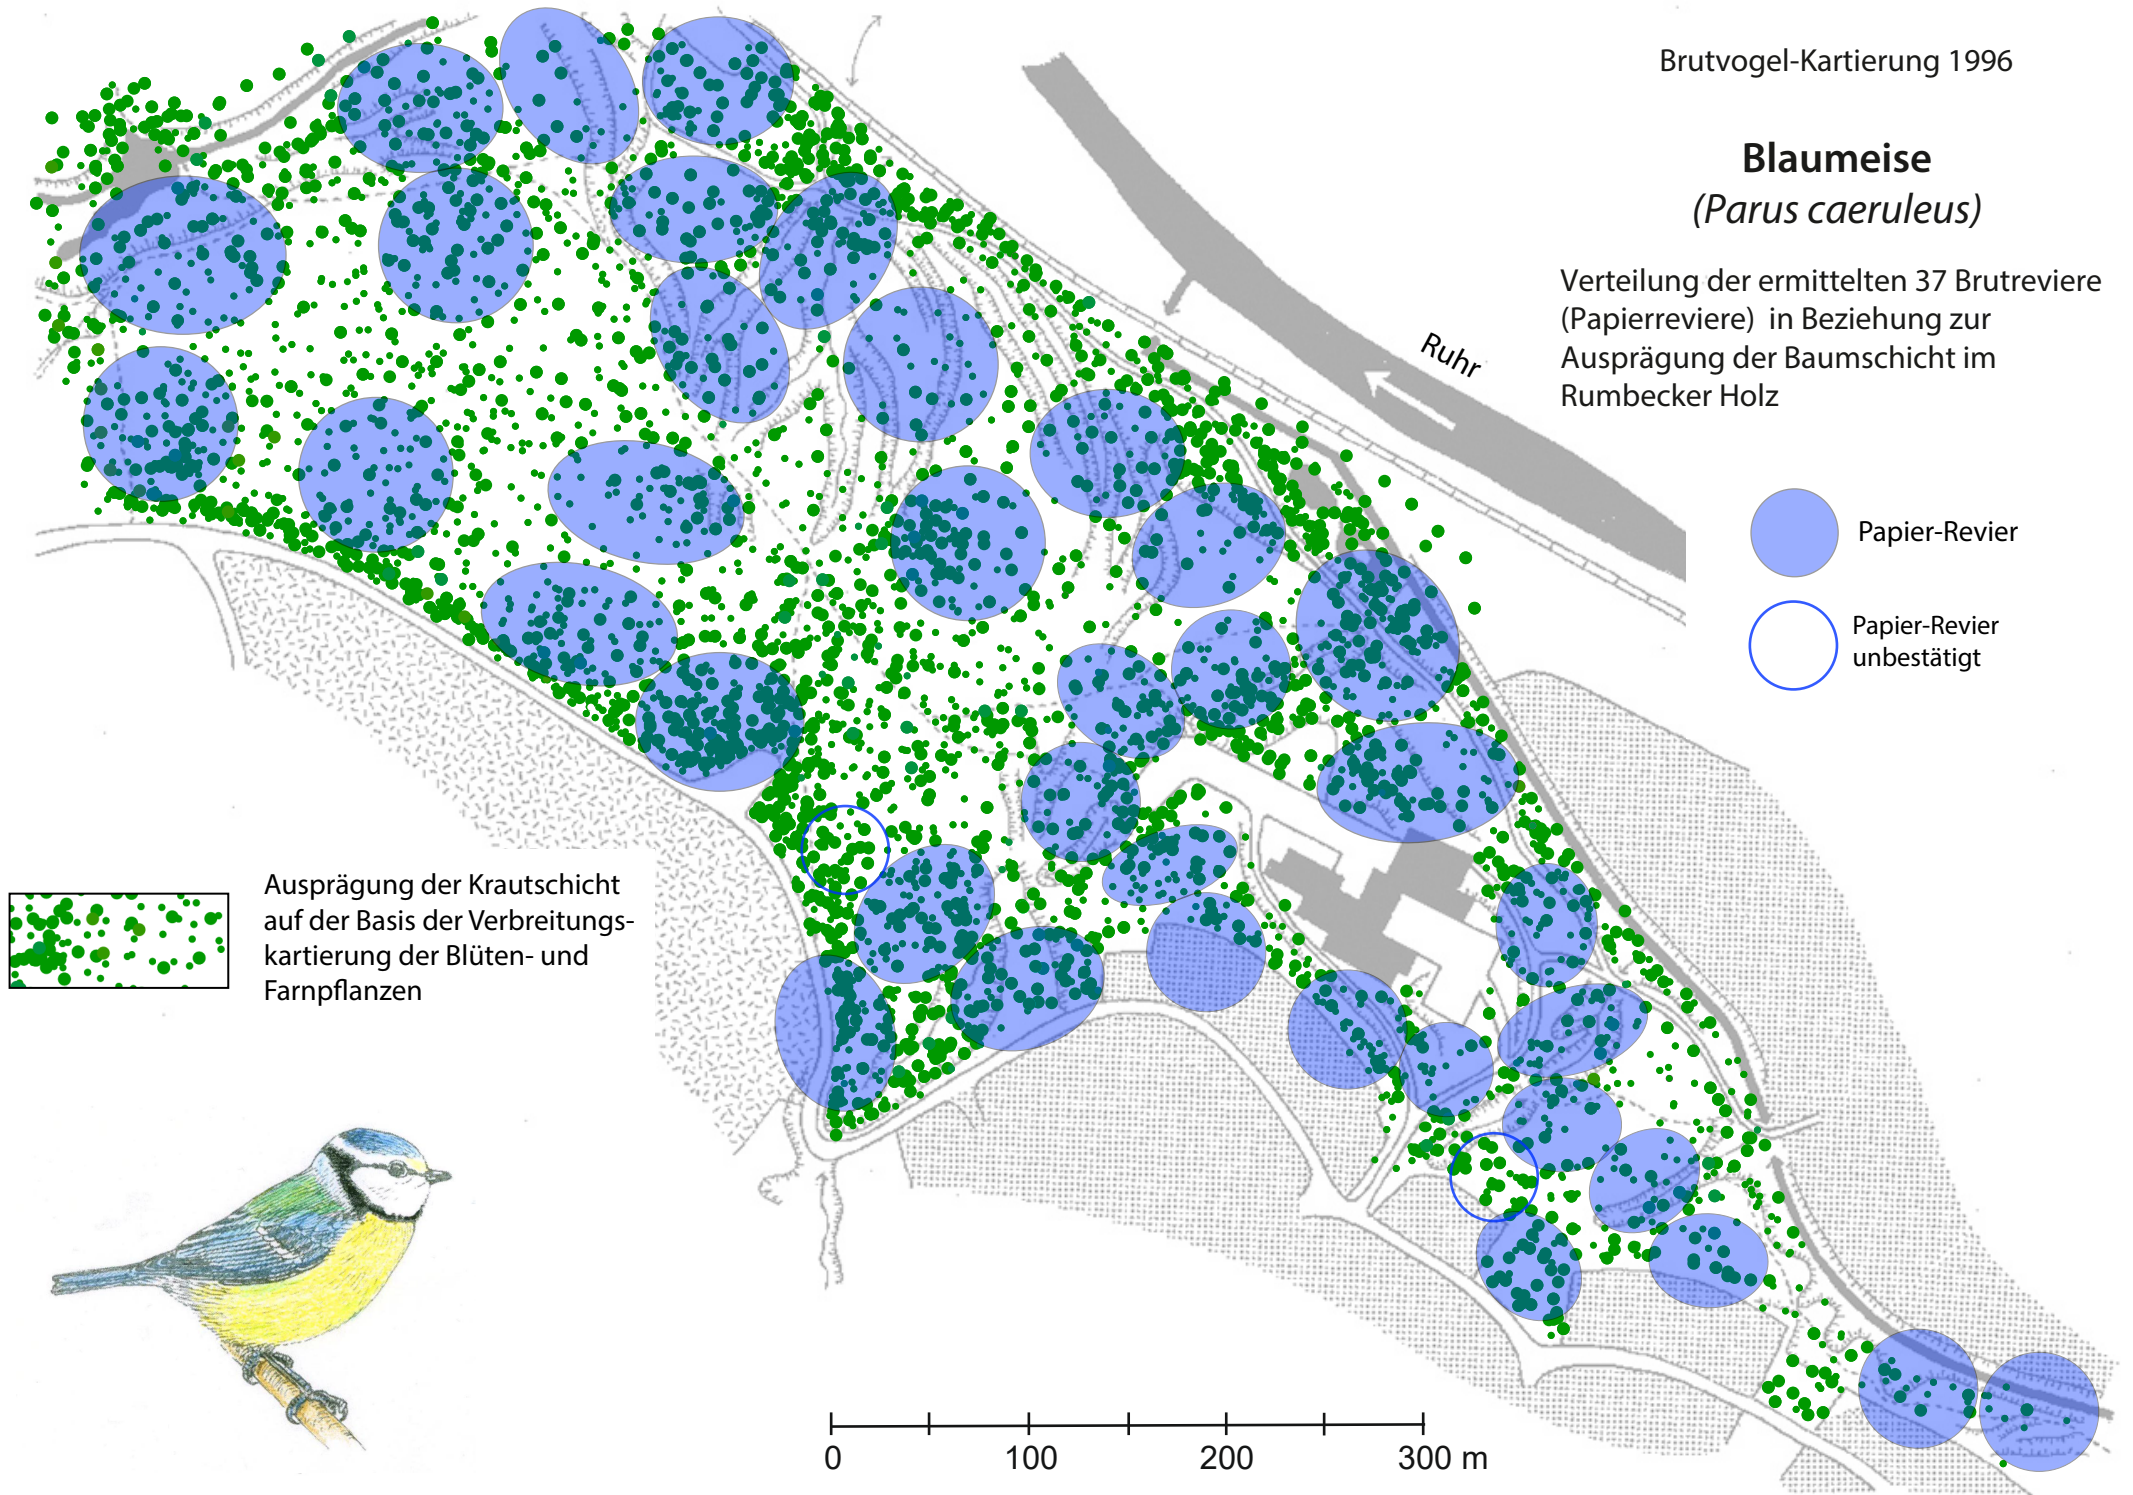 Brutvogel-Kartierung 1996
Blaumeise
(Parus caeruleus)
Verteilung der ermittelten 37 Brutreviere
(Papierreviere) in Beziehung zur
Ausprägung der Baumschicht im
Rumbecker Holz
Ruhr
Papier-Revier
Papier-Revier
unbestätigt
Ausprägung der Krautschicht
auf der Basis der Verbreitungs-
kartierung der Blüten- und
Farnpflanzen
0 100 200 300 m